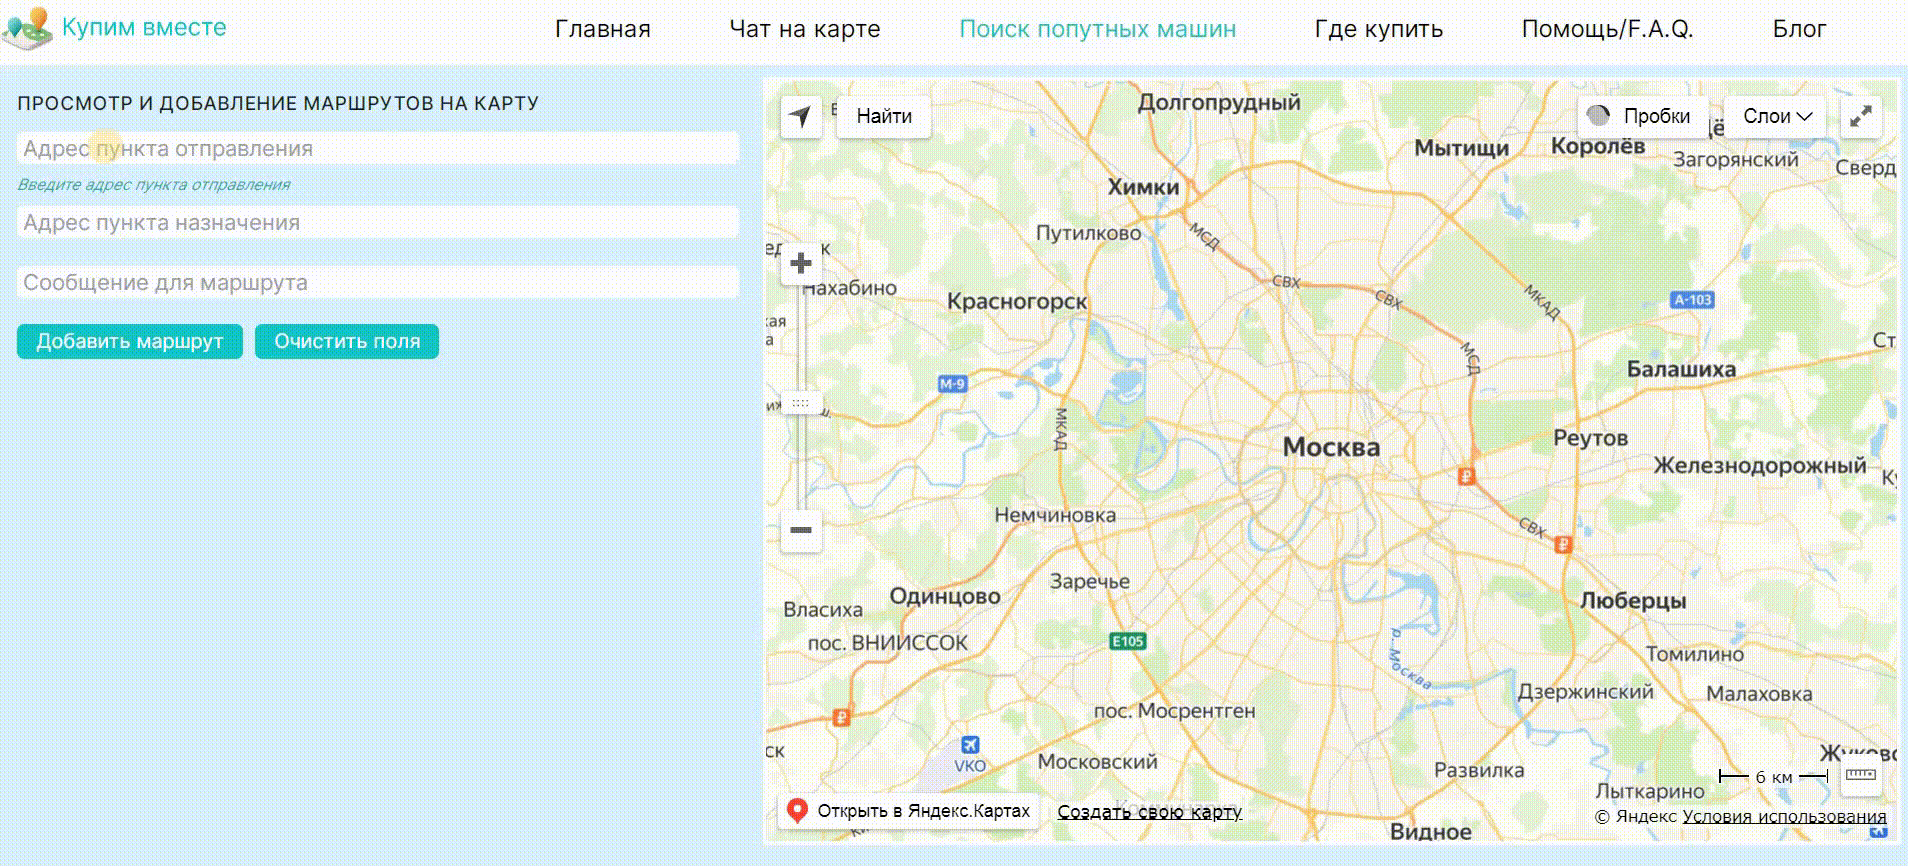 Купим вместе
Главная
Чат на карте
Поиск попутных машин
Где купить
Помощь/F.A.Q.
Блог
ПРОСМОТР И ДОБАВЛЕНИЕ МАРШРУТОВ НА КАРТУ
Адрес пункта отправления
Введите адрес пункта отправления
Адрес пункта назначения
Сообщение для маршрута
Добавить маршрут
Очистить поля
Найти
Долгопрудный
Пробки
Слои
Мытищи
Королёв
Загорянский
Сверд
Химки
Путилково
МСД
Нахабино
Красногорск
СВХ
СВХ
МКАД
А-103
МСД
Ст
Балашиха
М-9
МКАД
Москва
Реутов
Железнодорожный
Немчиновка
СВХ
Заречье
Одинцово
Власиха
Люберцы
пос. ВНИИССОК
E105
р. Москва
Томилино
Дзержинский
Малаховка
пос. Мосрентген
ск
VKO
Московский
Развилка
Жуковс
6 км
Лыткарино
Открыть в Яндекс.Картах
Создать свою карту
Коммунарка
© Яндекс Условия использования
Видное